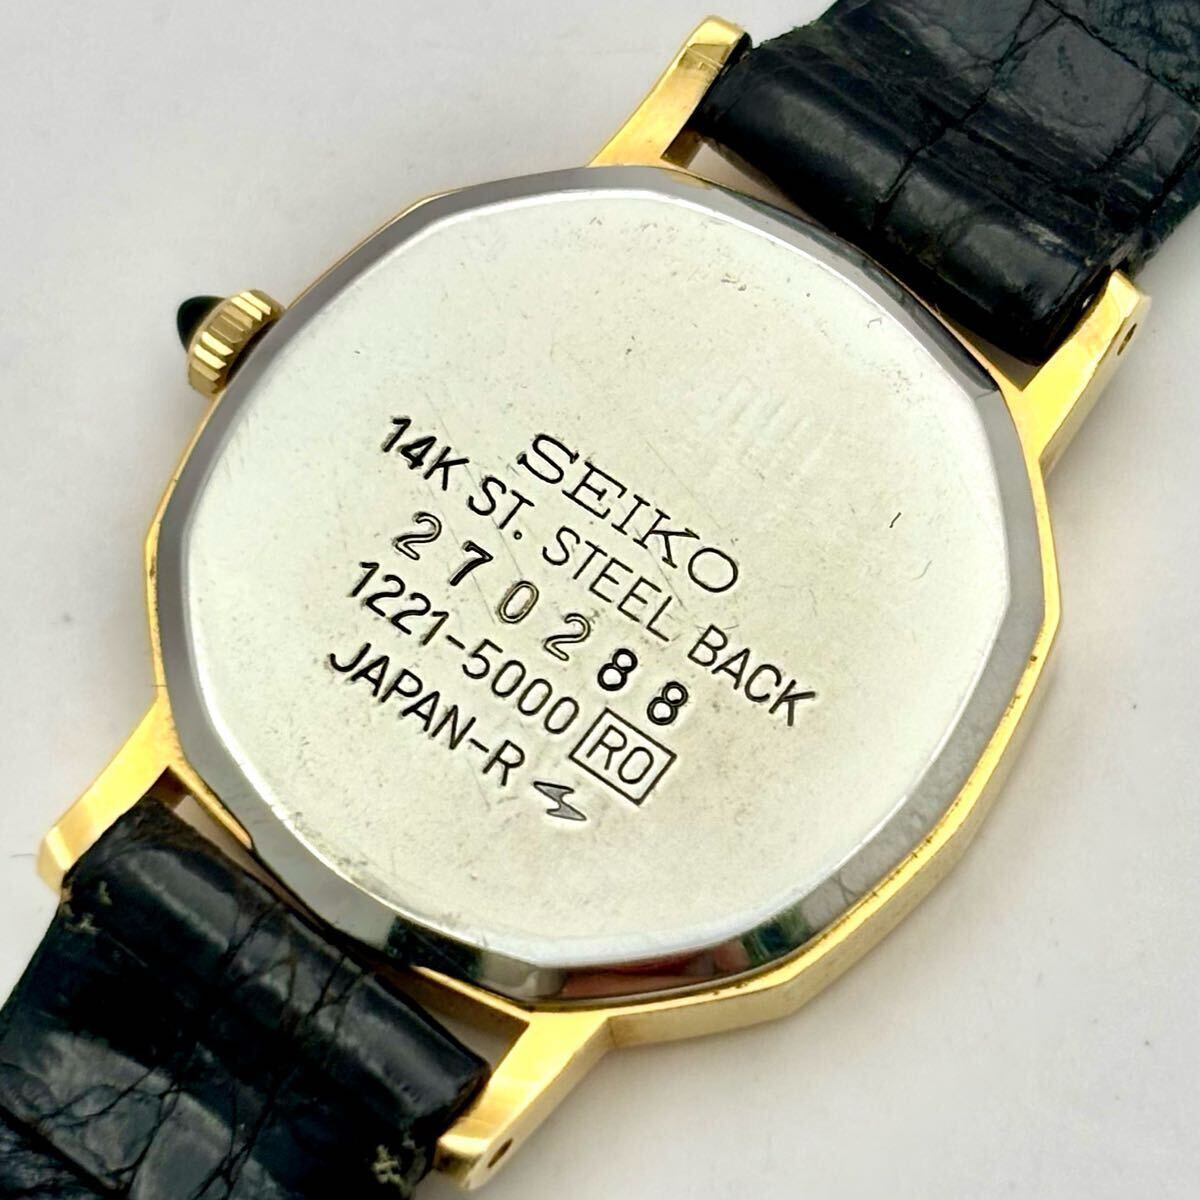 SEIKO
14K ST. STEEL BACK
270288
1221-5000 RO
JAPAN-R